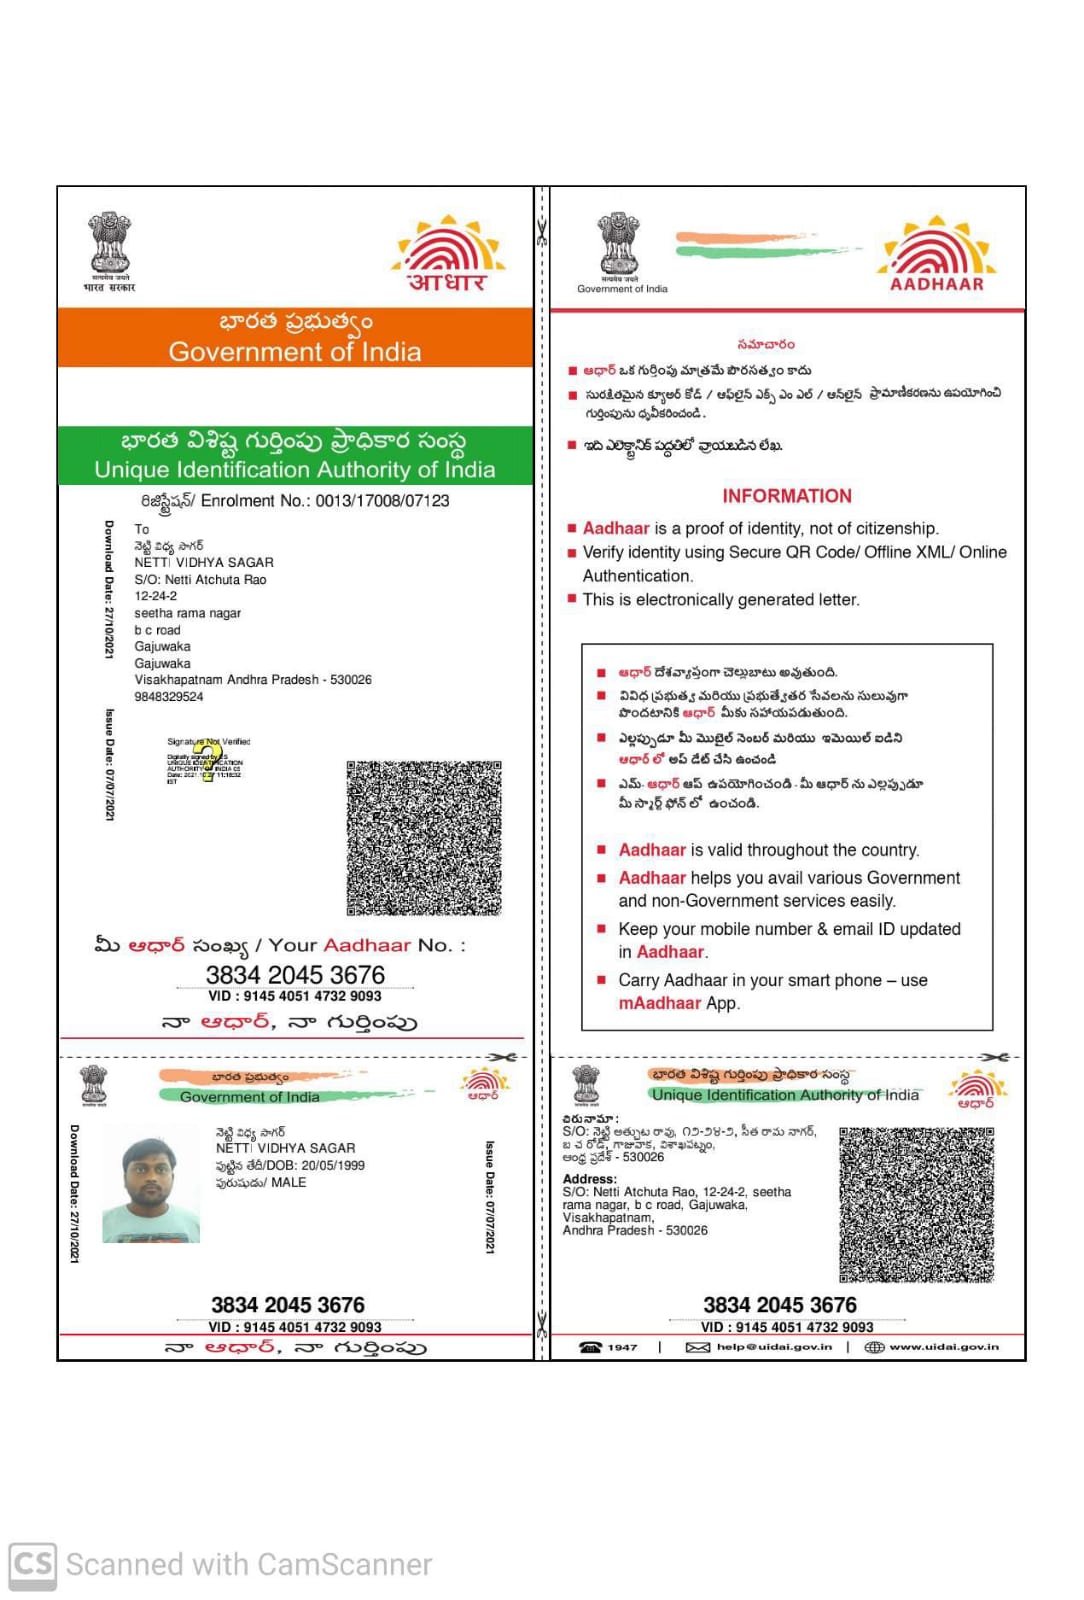 सत्यमेव जयते
भारत सरकार
आधार
భారత ప్రభుత్వం
Government of India
భారత విశిష్ట గుర్తింపు ప్రాధికార సంస్థ
Unique Identification Authority of India
రిజిస్ట్రేషన్/ Enrolment No.: 0013/17008/07123
Download Date: 27/10/2021
Issue Date: 07/07/2021
To
నెట్టి విధ్య సాగర్
NETTI VIDHYA SAGAR
S/O: Netti Atchuta Rao
12-24-2
seetha rama nagar
b c road
Gajuwaka
Gajuwaka
Visakhapatnam Andhra Pradesh - 530026
9848329524
Signature Not Verified
Digitally signed by DS
UNIQUE IDENTIFICATION
AUTHORITY OF INDIA 05
IST
మీ ఆధార్ సంఖ్య / Your Aadhaar No. :
3834 2045 3676
VID : 9145 4051 4732 9093
నా ఆధార్, నా గుర్తింపు
सत्यमेव जयते
Government of India
AADHAAR
సమాచారం
ఆధార్ ఒక గుర్తింపు మాత్రమే పౌరసత్వం కాదు
సురక్షితమైన క్యూఆర్ కోడ్ / ఆఫ్‌లైన్ ఎక్స్ ఎం ఎల్ / ఆన్‌లైన్ ప్రామాణీకరణను ఉపయోగించి
గుర్తింపును ధృవీకరించండి.
ఇది ఎలెక్ట్రానిక్ పద్ధతిలో వ్రాయబడిన లేఖ.
INFORMATION
Aadhaar is a proof of identity, not of citizenship.
Verify identity using Secure QR Code/ Offline XML/ Online
Authentication.
This is electronically generated letter.
ఆధార్ దేశవ్యాప్తంగా చెల్లుబాటు అవుతుంది.
వివిధ ప్రభుత్వ మరియు ప్రభుత్వేతర సేవలను సులువుగా
పొందటానికి ఆధార్ మీకు సహాయపడుతుంది.
ఎల్లప్పుడూ మీ మొబైల్ నెంబర్ మరియు ఇమెయిల్ ఐడిని
ఆధార్ లో అప్ డేట్ చేసి ఉంచండి
ఎమ్- ఆధార్ ఆప్ ఉపయోగించండి - మీ ఆధార్ ను ఎల్లప్పుడూ
మీ స్మార్ట్ ఫోన్ లో ఉంచండి.
Aadhaar is valid throughout the country.
Aadhaar helps you avail various Government
and non-Government services easily.
Keep your mobile number & email ID updated
in Aadhaar.
Carry Aadhaar in your smart phone – use
mAadhaar App.
భారత ప్రభుత్వం
Government of India
ఆధార్
Download Date: 27/10/2021
నెట్టి విధ్య సాగర్
NETTI VIDHYA SAGAR
పుట్టిన తేదీ/DOB: 20/05/1999
పురుషుడు/ MALE
Issue Date: 07/07/2021
3834 2045 3676
VID : 9145 4051 4732 9093
నా ఆధార్, నా గుర్తింపు
భారత విశిష్ట గుర్తింపు ప్రాధికార సంస్థ
Unique Identification Authority of India
ఆధార్
చిరునామా :
S/O: నెట్టి అత్చుట రావు, ౧౨-౨౪-౨, సీత రామ నాగర్,
బ చ రోడ్, గాజువాక, విశాఖపట్నం,
ఆంధ్ర ప్రదేశ్ - 530026
Address:
S/O: Netti Atchuta Rao, 12-24-2, seetha
rama nagar, b c road, Gajuwaka,
Visakhapatnam,
Andhra Pradesh - 530026
3834 2045 3676
VID : 9145 4051 4732 9093
1947 | help@uidai.gov.in | www.uidai.gov.in
CS Scanned with CamScanner